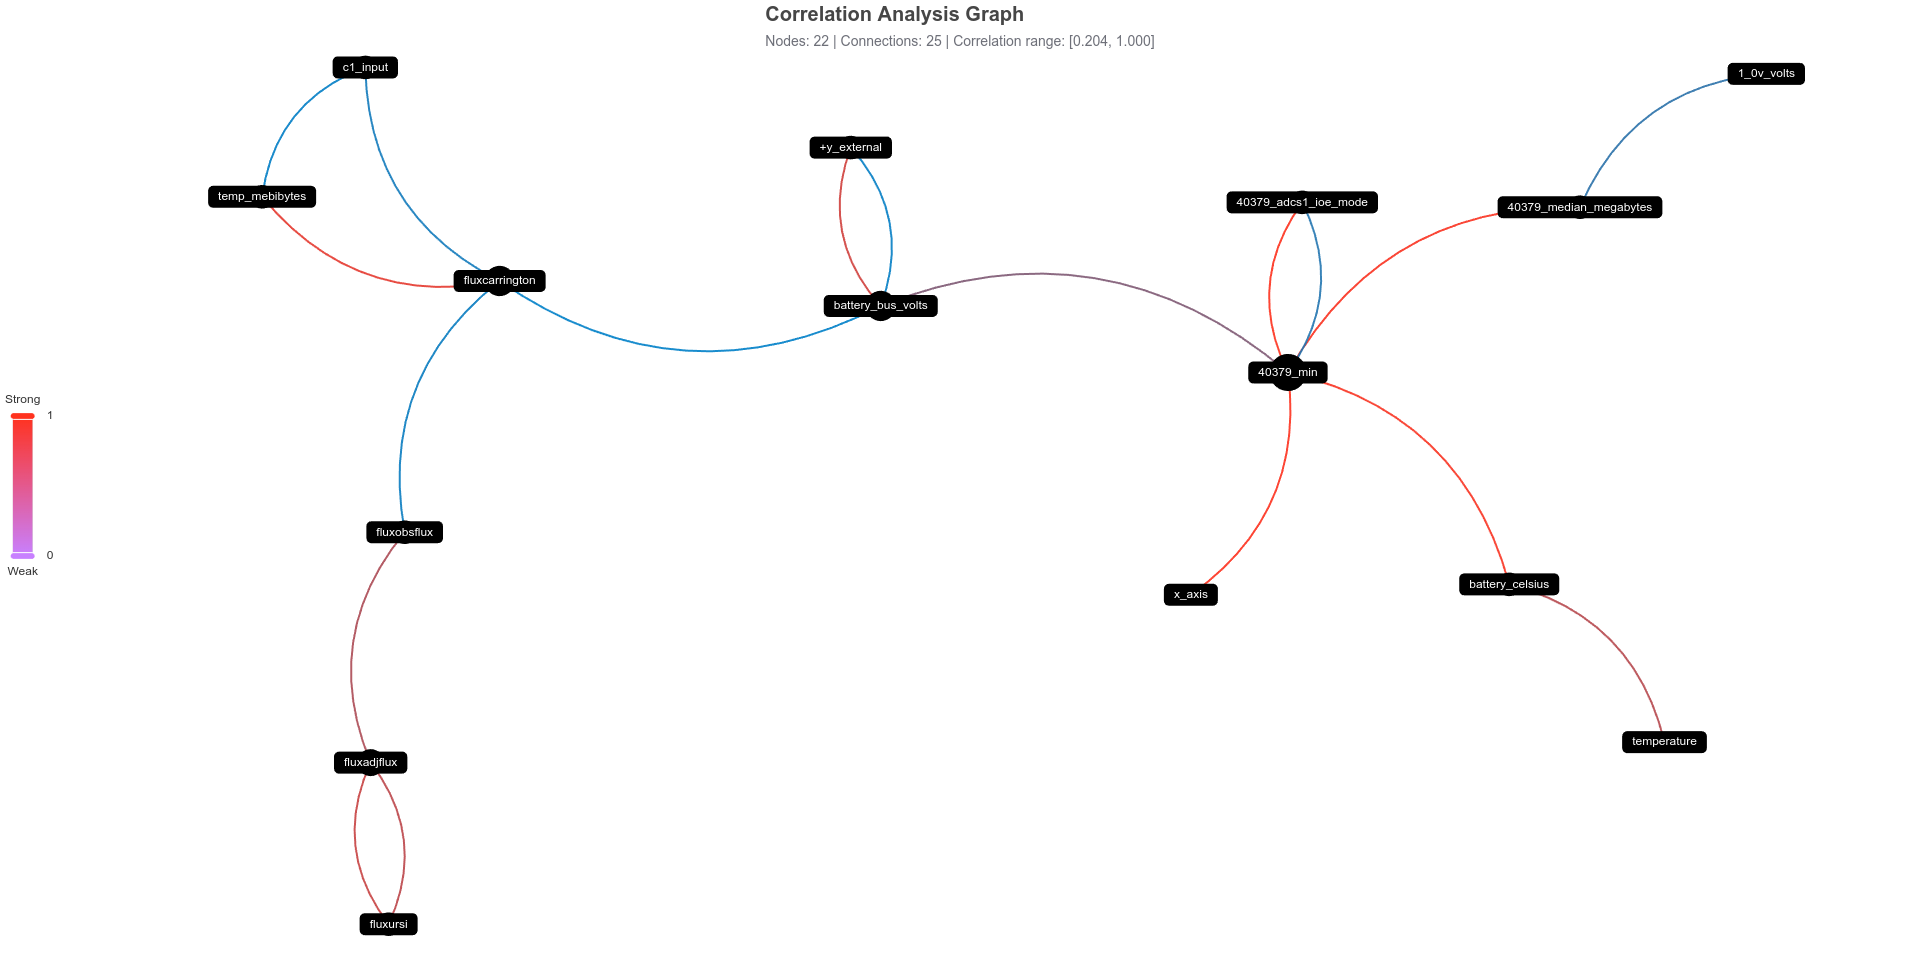 Correlation Analysis Graph
Nodes: 22 | Connections: 25 | Correlation range: [0.204, 1.000]
c1_input
1_0v_volts
+y_external
temp_mebibytes
40379_adcs1_ioe_mode
40379_median_megabytes
fluxcarrington
battery_bus_volts
40379_min
Strong
1
0
Weak
fluxobsflux
battery_celsius
x_axis
temperature
fluxadjflux
fluxursi